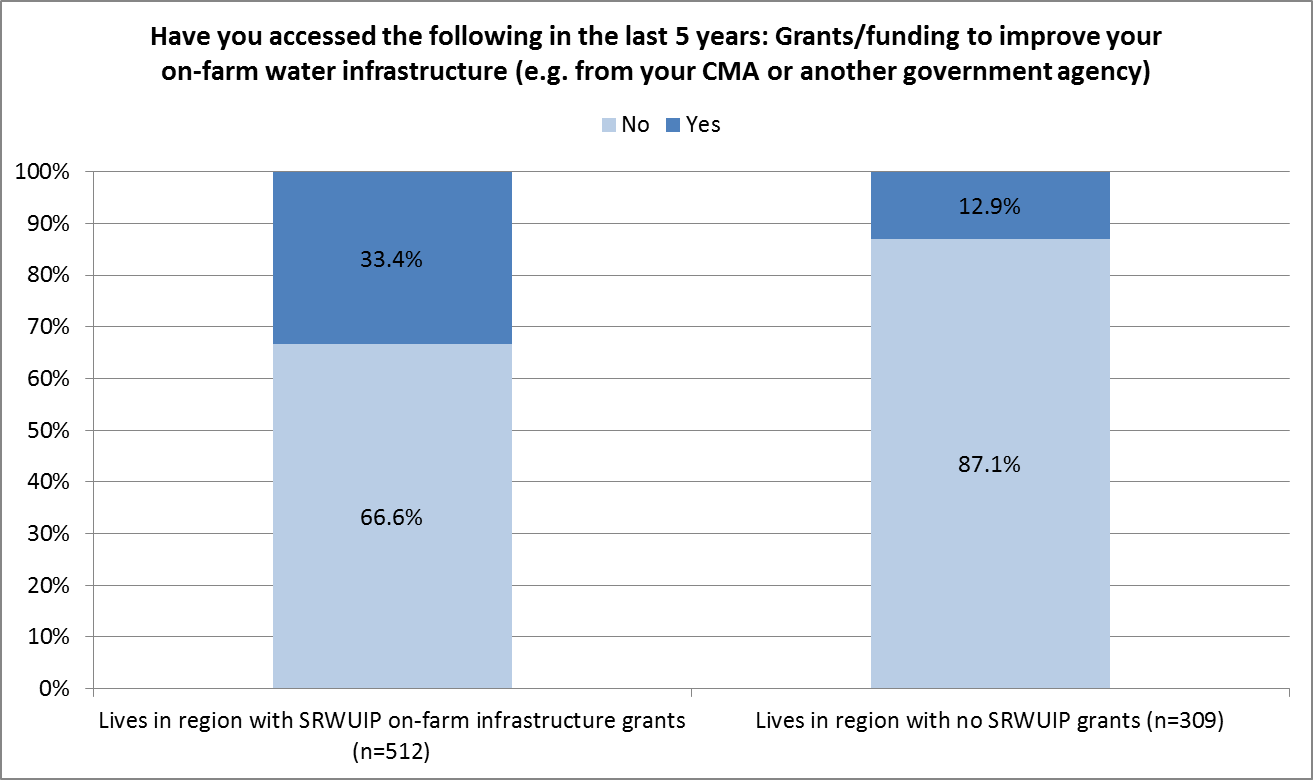 Have you accessed the following in the last 5 years: Grants/funding to improve your
on-farm water infrastructure (e.g. from your CMA or another government agency)
No Yes
100%
90%
80%
70%
60%
50%
40%
30%
20%
10%
0%
33.4%
66.6%
12.9%
87.1%
Lives in region with SRWUIP on-farm infrastructure grants
(n=512)
Lives in region with no SRWUIP grants (n=309)